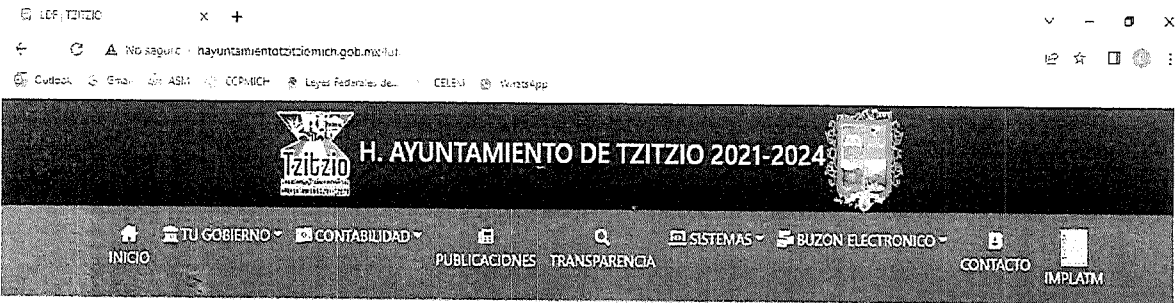 LDF | TZITZIO
No seguro hayuntamientotzitziomich.gob.mx/
Outlook Gmail ASM CCPMICH Leyes Federales de... CELEM WhatsApp
Tzitzio
H. AYUNTAMIENTO DE TZITZIO 2021-2024
INICIO
TU GOBIERNO
CONTABILIDAD
PUBLICACIONES
TRANSPARENCIA
SISTEMAS
BUZON ELECTRONICO
CONTACTO
IMPLATM